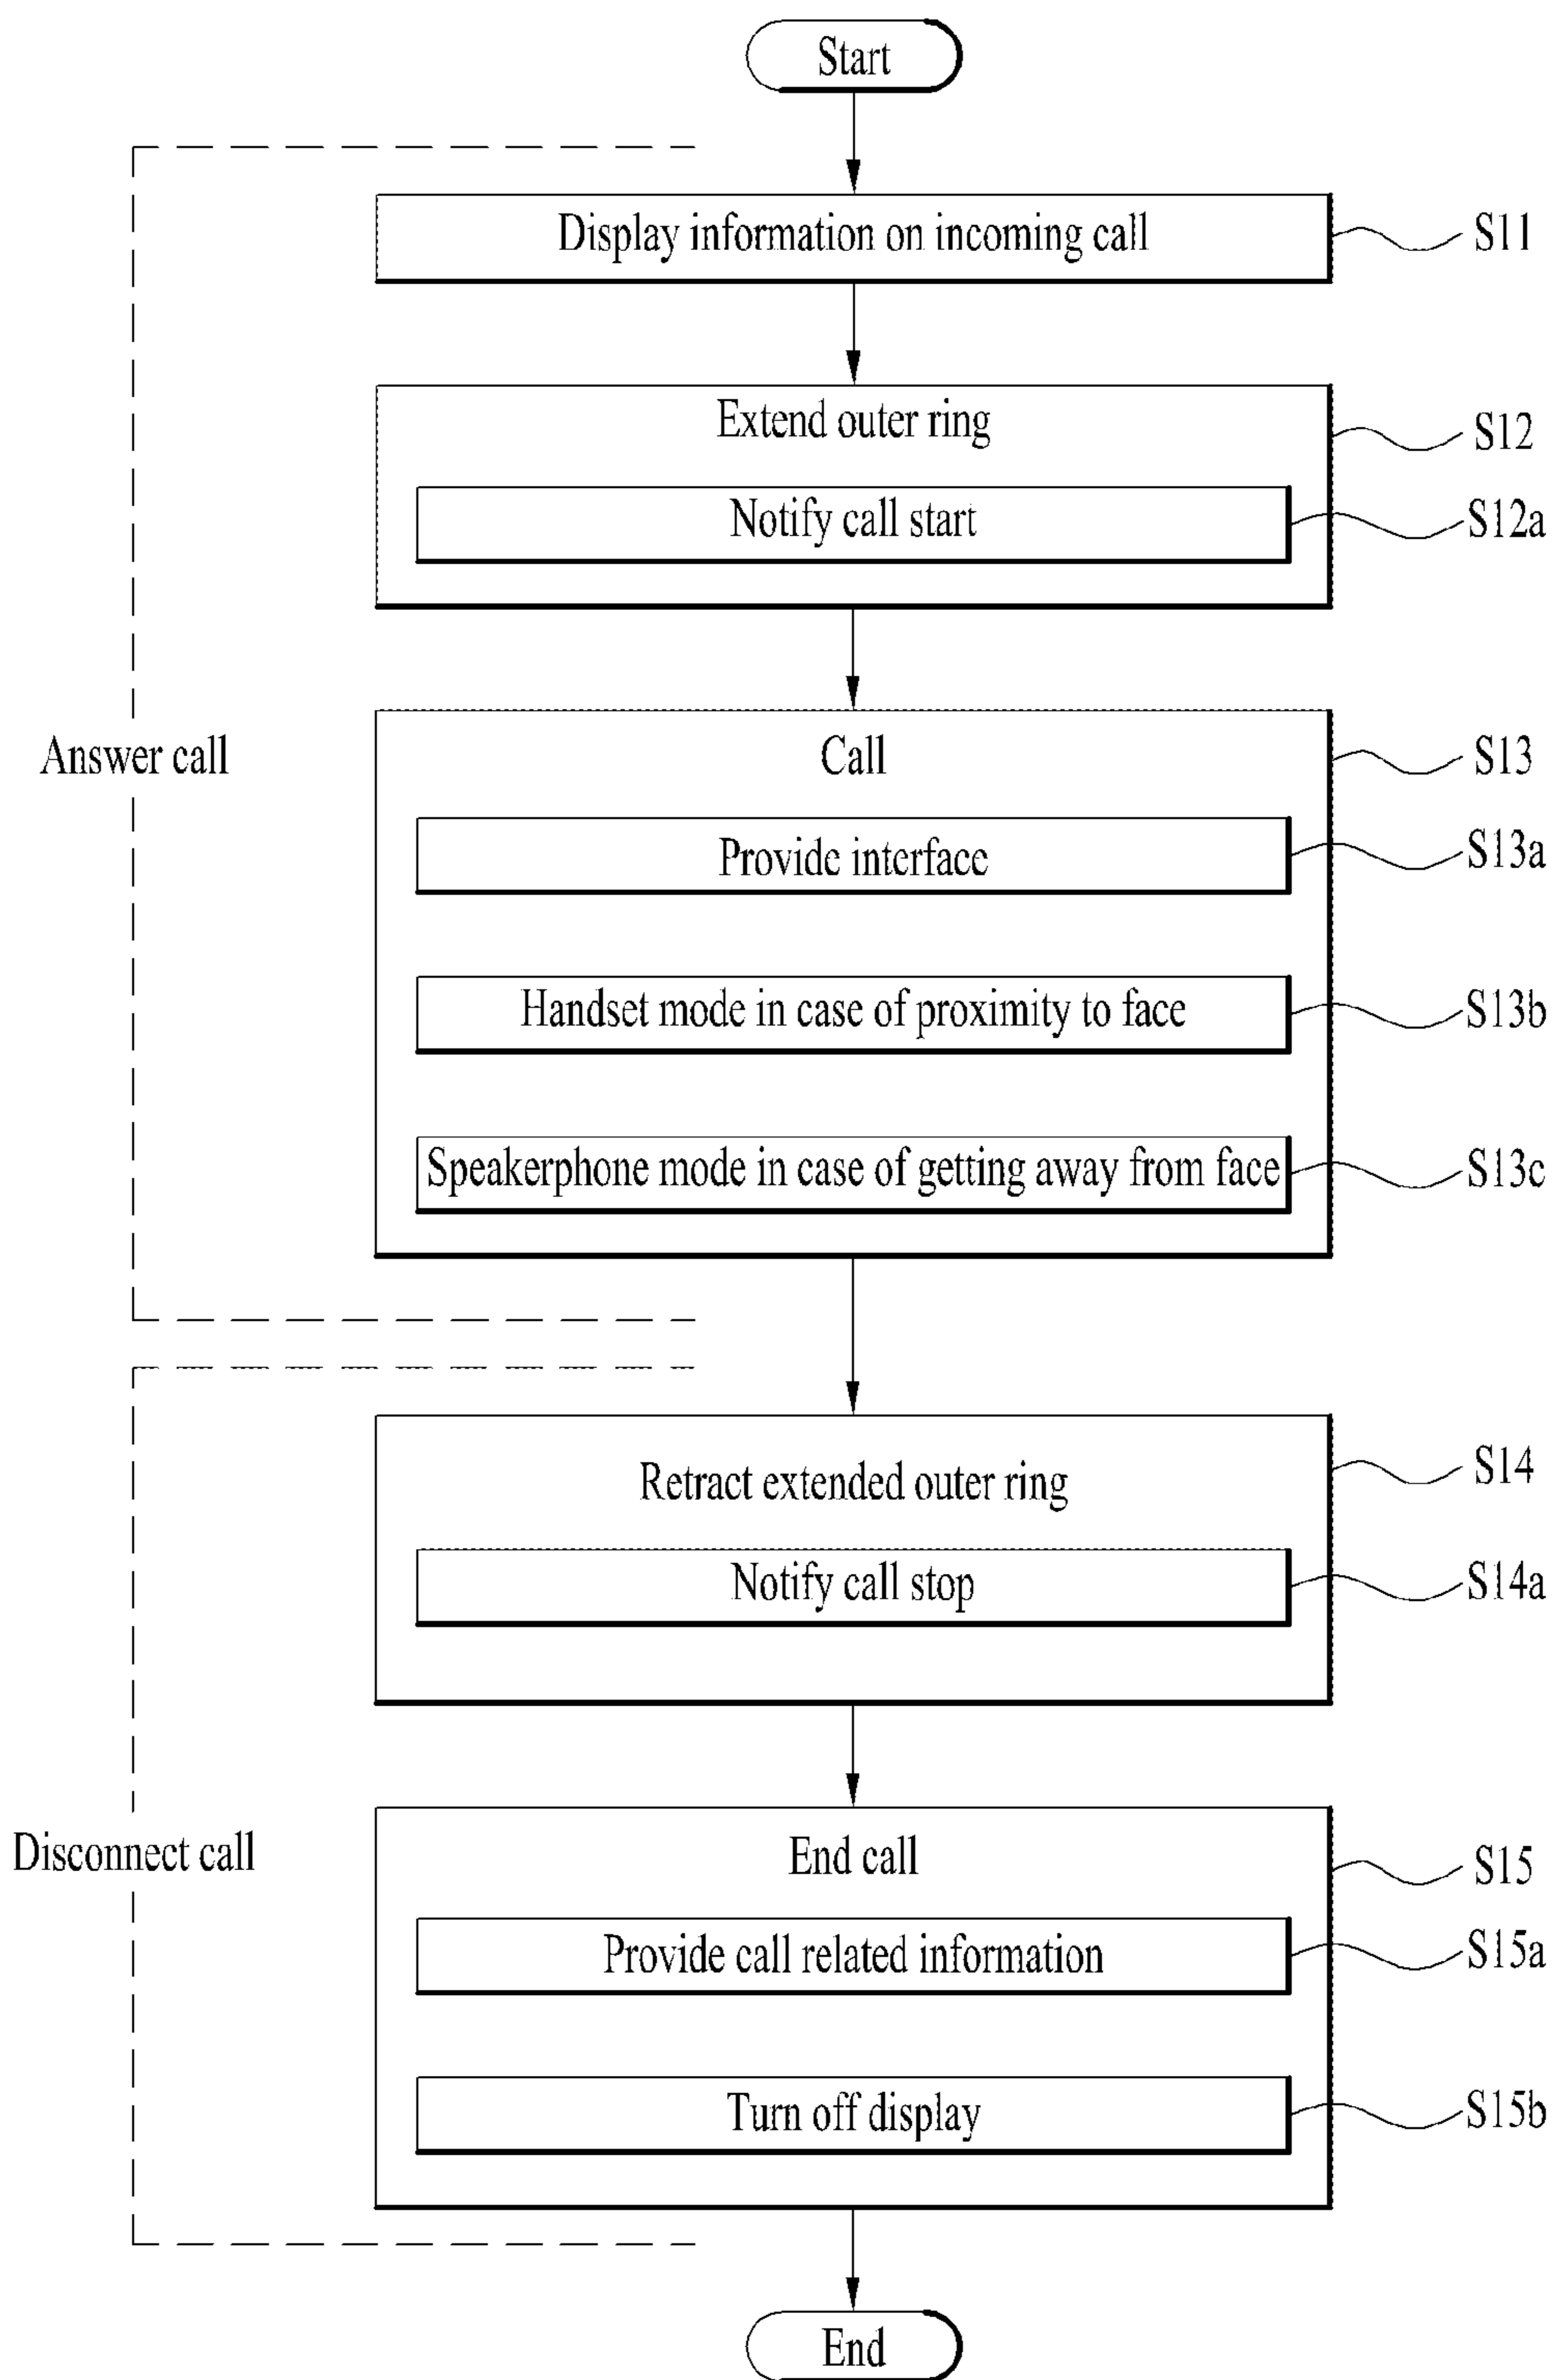 Start
Display information on incoming call
S11
Extend outer ring
S12
Notify call start
S12a
Answer call
Call
S13
Provide interface
S13a
Handset mode in case of proximity to face
S13b
Speakerphone mode in case of getting away from face
S13c
Retract extended outer ring
S14
Notify call stop
S14a
Disconnect call
End call
S15
Provide call related information
S15a
Turn off display
S15b
End